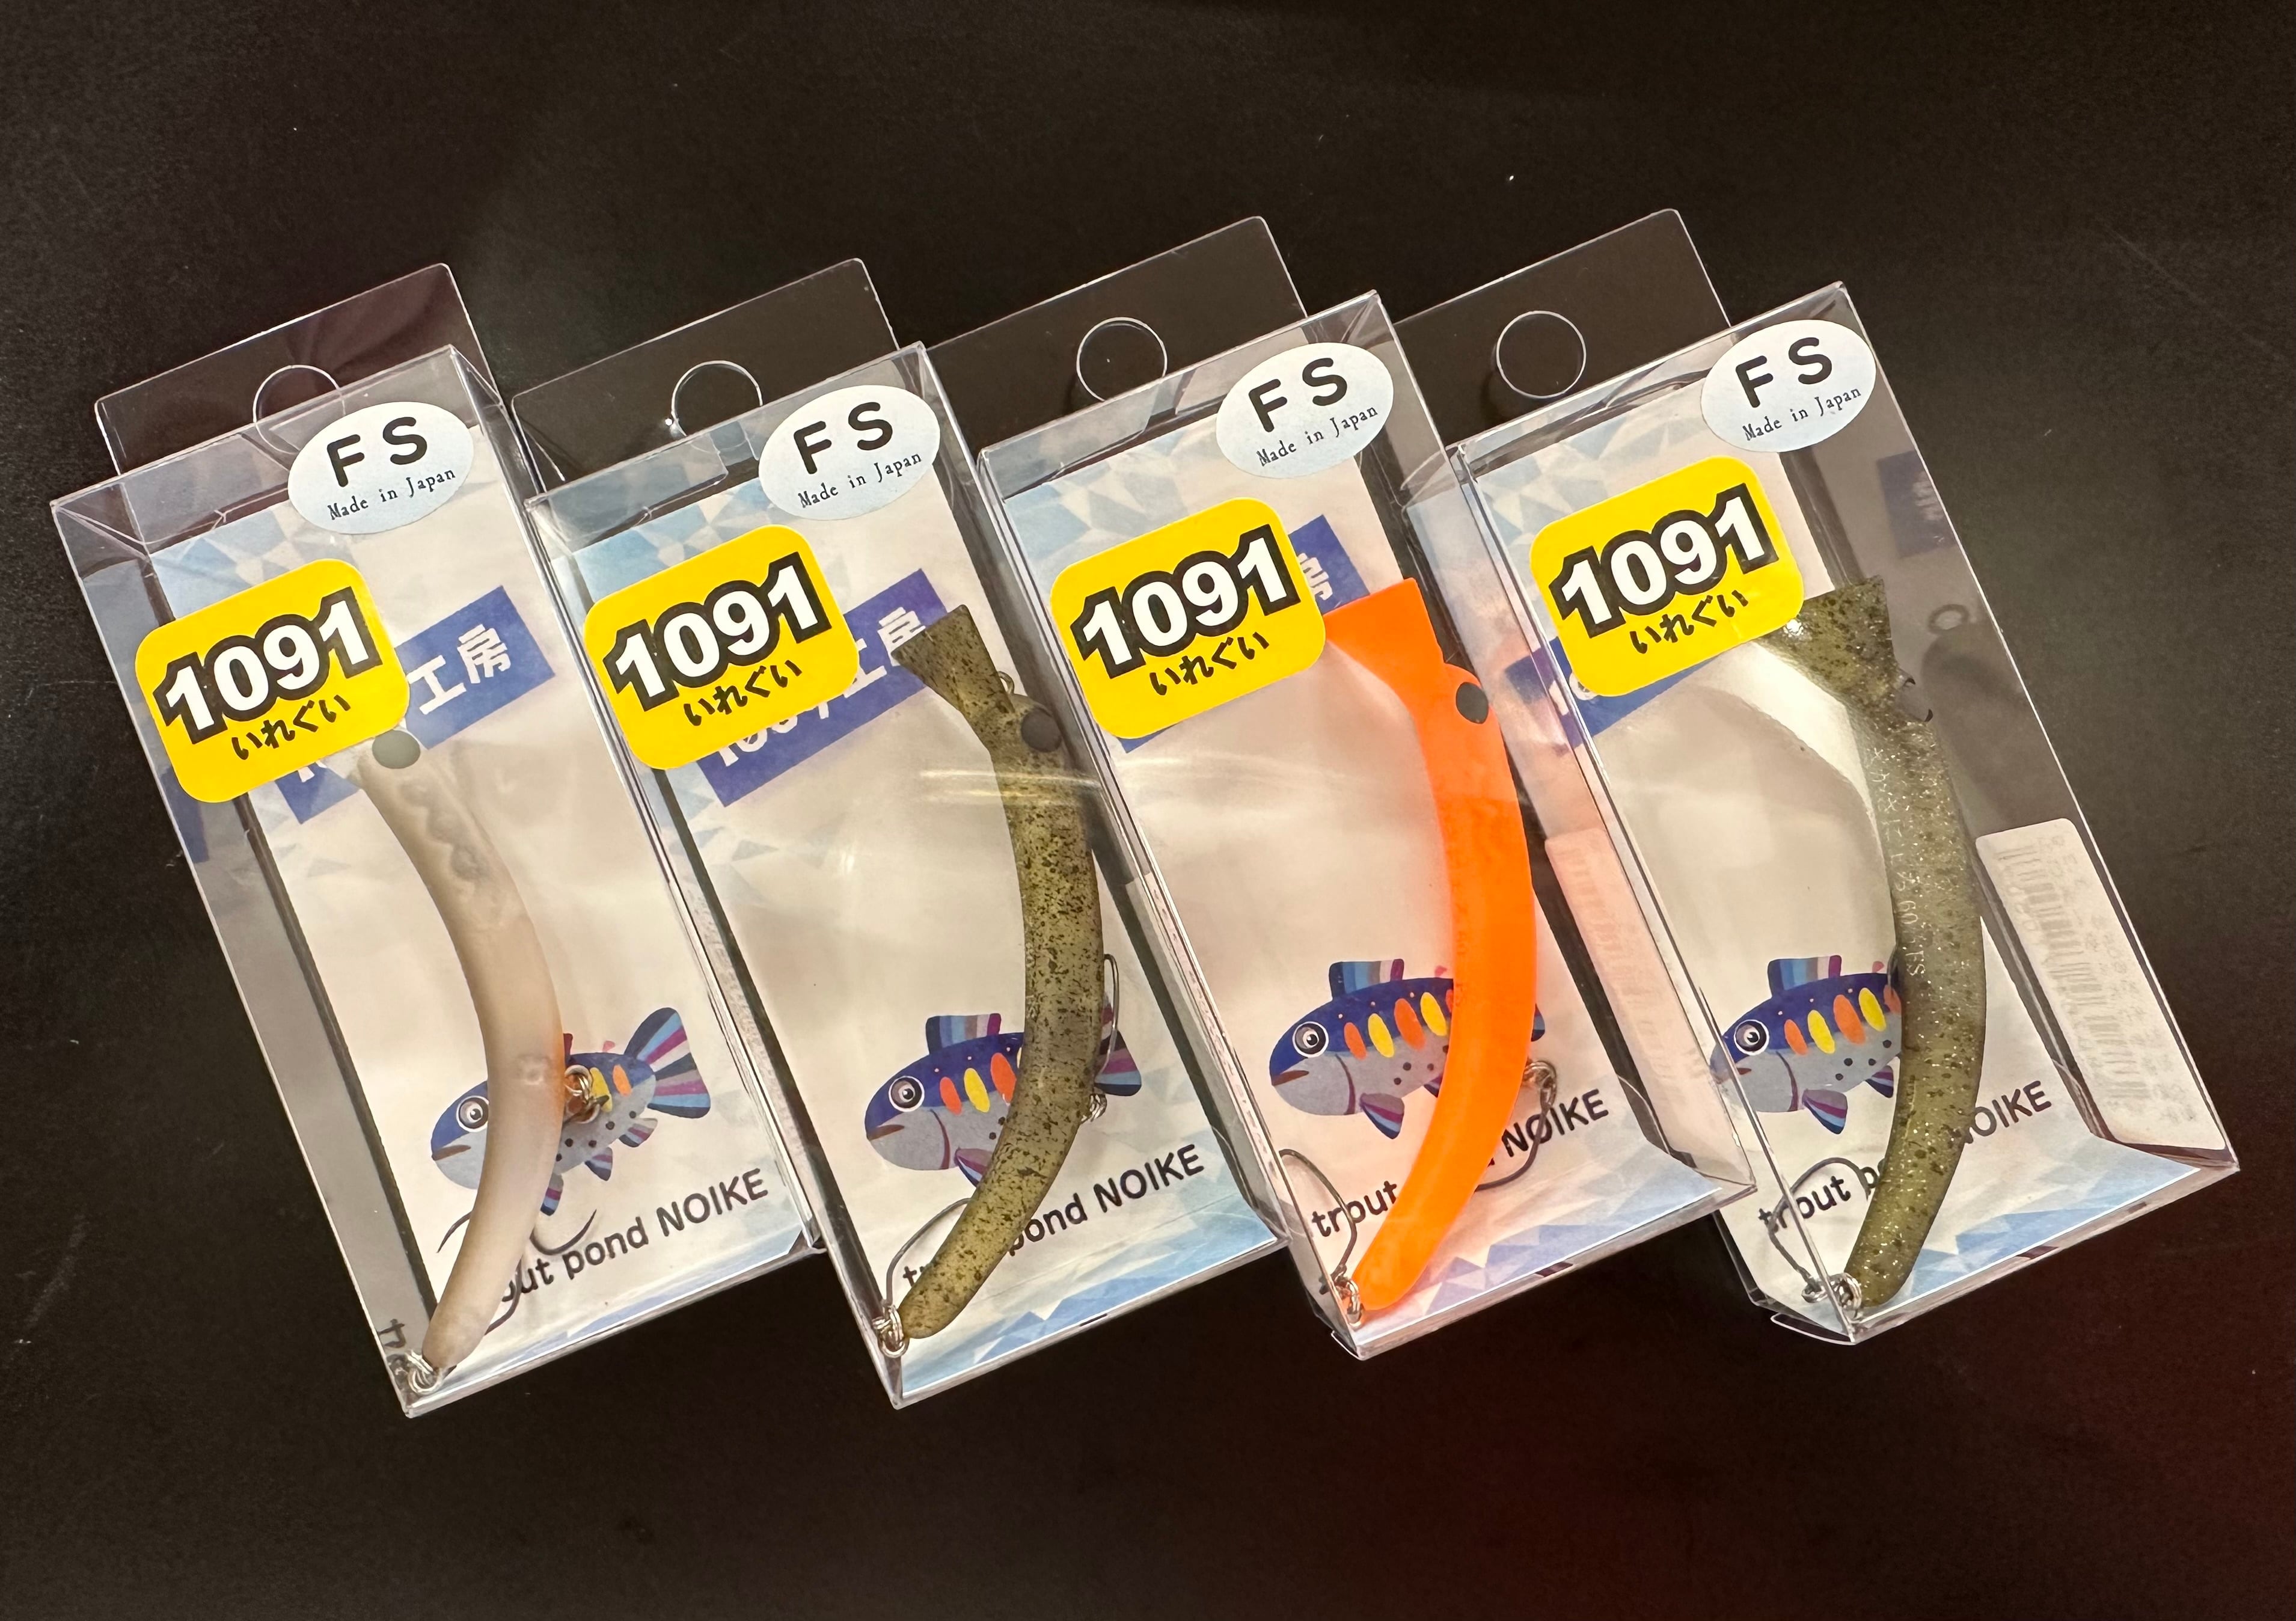 FS
Made in Japan
1091
いれぐい
工房
trout pond NOIKE
FS
Made in Japan
1091
いれぐい
工房
pond NOIKE
FS
Made in Japan
1091
いれぐい
房
trout
NOIKE
FS
Made in Japan
1091
いれぐい
trout
NOIKE